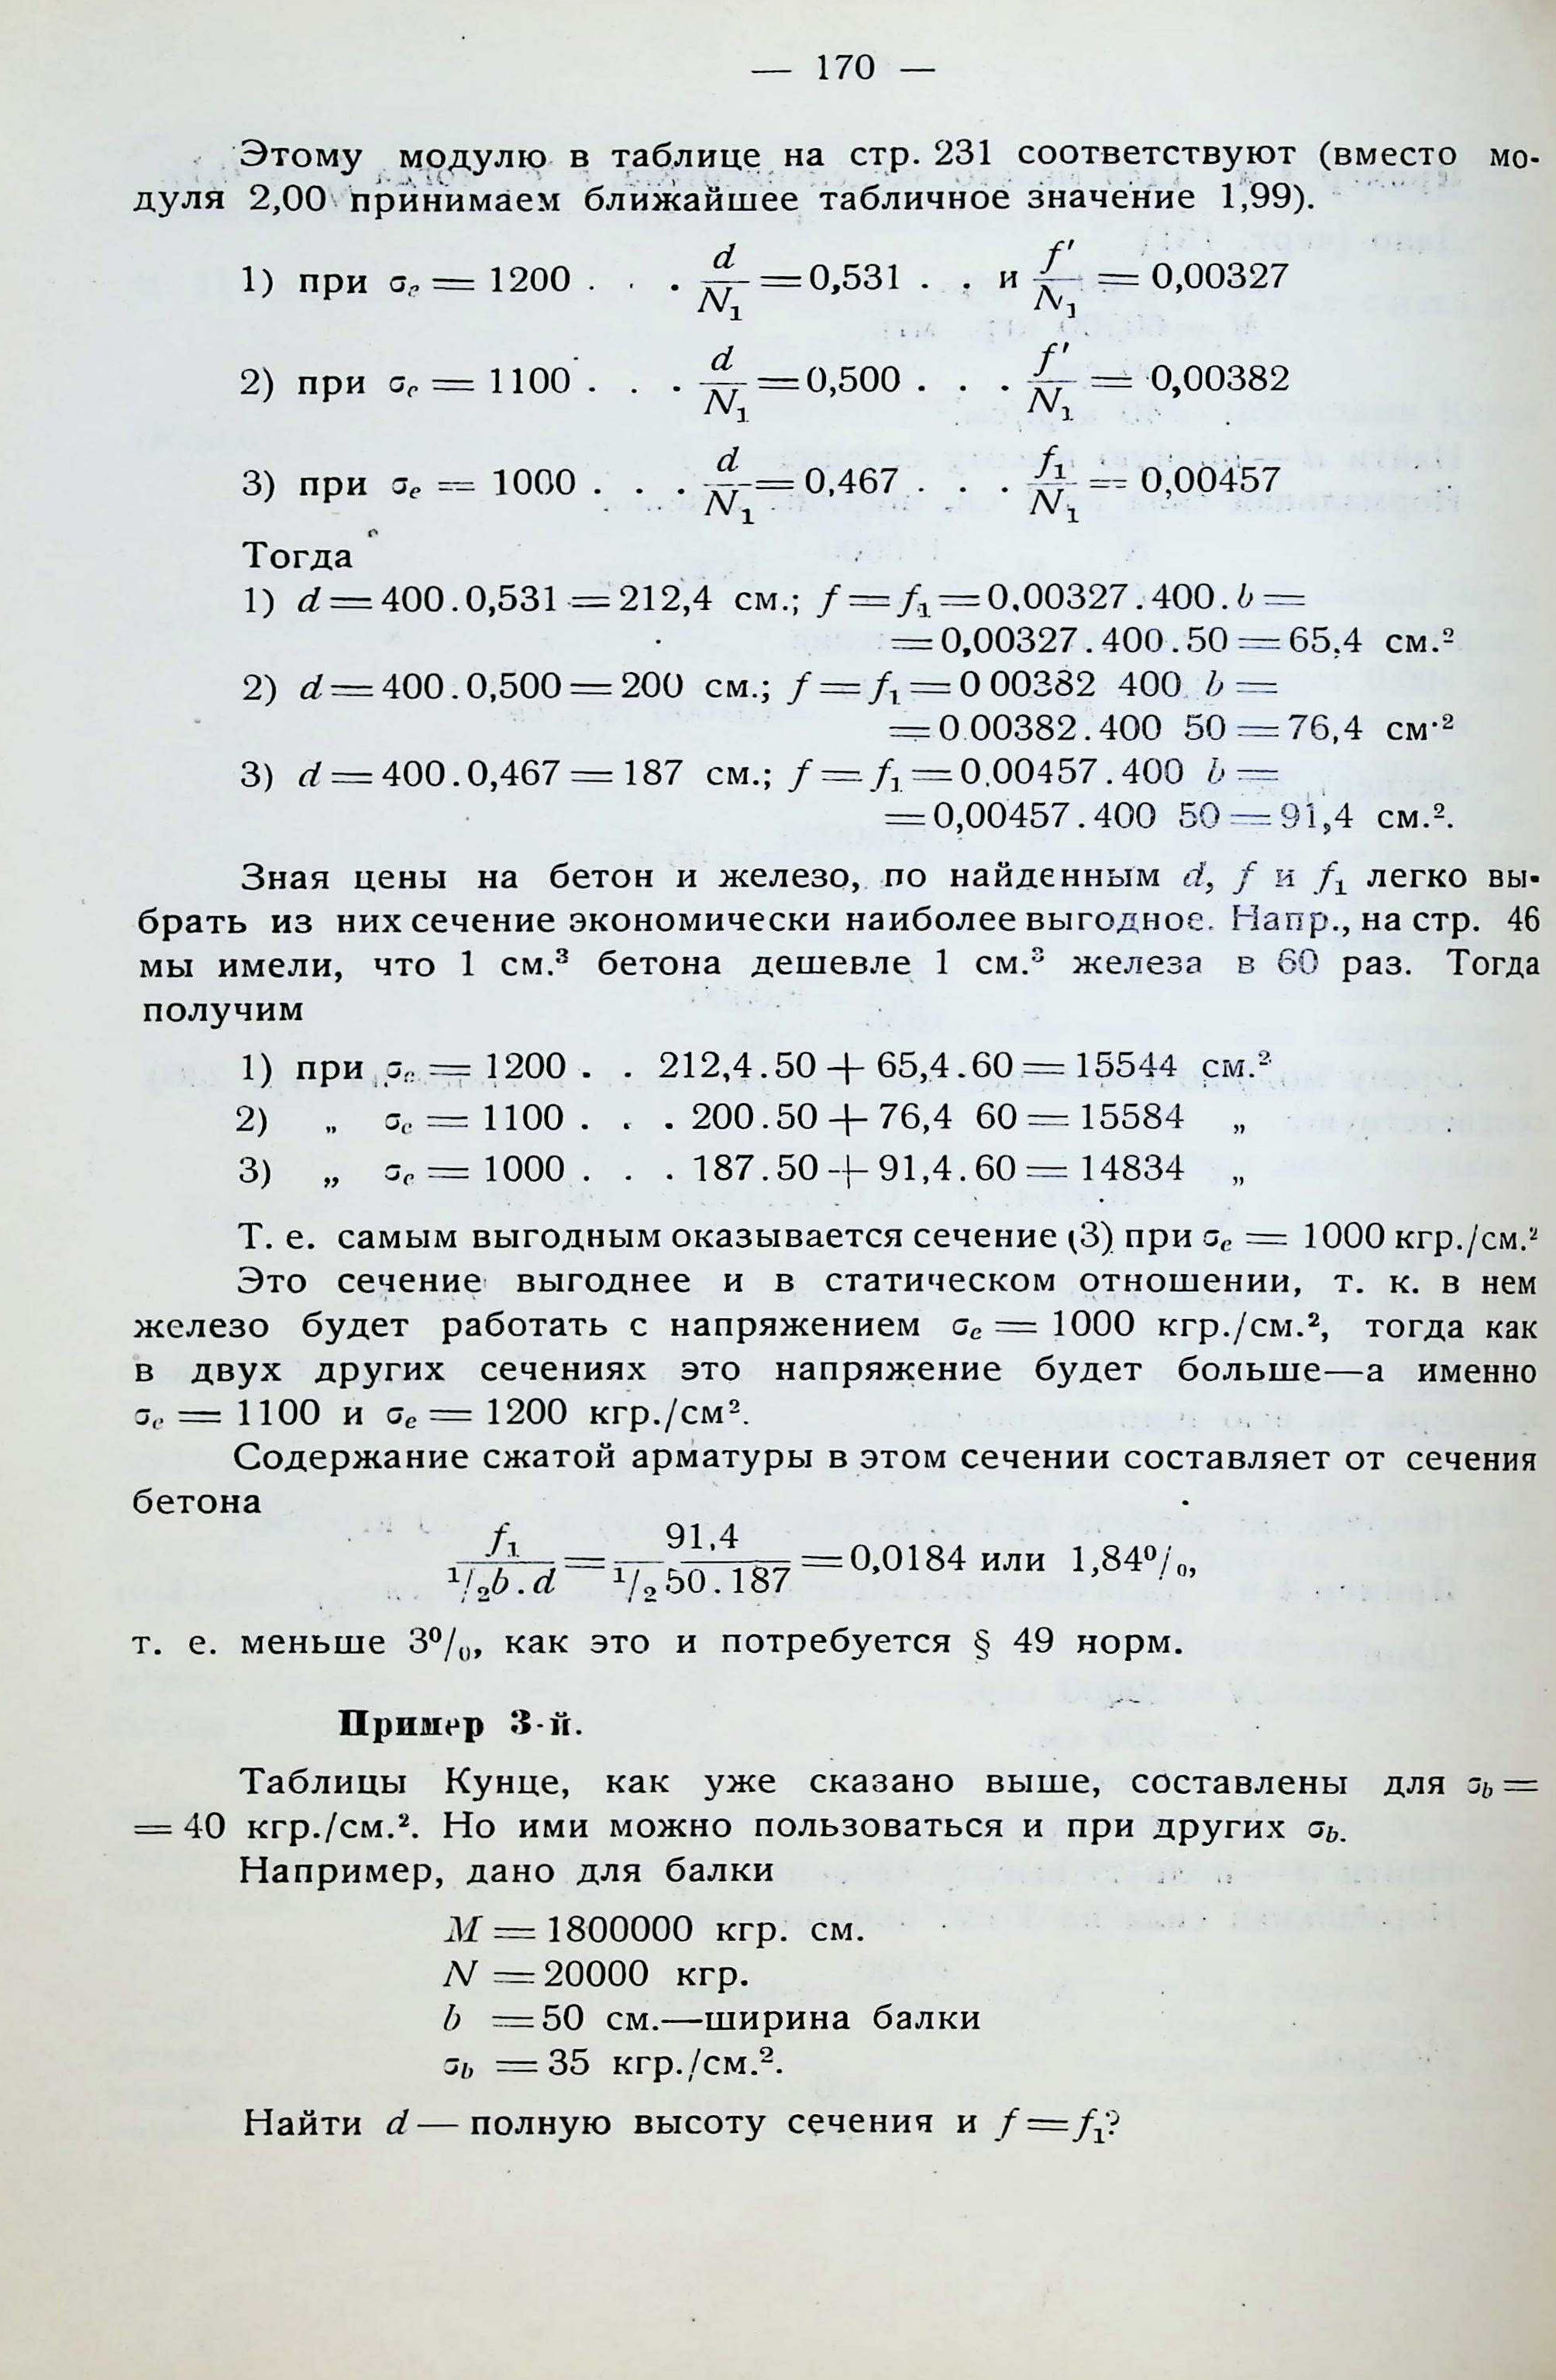 — 170 —
Этому модулю в таблице на стр. 231 соответствуют (вместо мо-
дуля 2,00 принимаем ближайшее табличное значение 1,99).
1) при σₑ = 1200 . . . d/N₁ = 0,531 . . и f'/N₁ = 0,00327
2) при σₑ = 1100 . . . d/N₁ = 0,500 . . . f'/N₁ = 0,00382
3) при σₑ = 1000 . . . d/N₁ = 0,467 . . . f₁/N₁ = 0,00457
Тогда
1) d = 400.0,531 = 212,4 см.; f = f₁ = 0.00327.400.b =
= 0,00327.400.50 = 65,4 см.²
2) d = 400.0,500 = 200 см.; f = f₁ = 0 00382 400 b =
= 0.00382.400 50 = 76,4 см.²
3) d = 400.0,467 = 187 см.; f = f₁ = 0.00457.400 b =
= 0,00457.400 50 = 91,4 см.².
Зная цены на бетон и железо, по найденным d, f и f₁ легко вы-
брать из них сечение экономически наиболее выгодное. Напр., на стр. 46
мы имели, что 1 см.³ бетона дешевле 1 см.³ железа в 60 раз. Тогда
получим
1) при σₑ = 1200 . . 212,4.50 + 65,4.60 = 15544 см.²
2) „ σₑ = 1100 . . . 200.50 + 76,4 60 = 15584 „
3) „ σₑ = 1000 . . . 187.50 + 91,4.60 = 14834 „
Т. е. самым выгодным оказывается сечение (3) при σₑ = 1000 кгр./см.²
Это сечение выгоднее и в статическом отношении, т. к. в нем
железо будет работать с напряжением σₑ = 1000 кгр./см.², тогда как
в двух других сечениях это напряжение будет больше—а именно
σₑ = 1100 и σₑ = 1200 кгр./см².
Содержание сжатой арматуры в этом сечении составляет от сечения
бетона
f₁ / ¹/₂b.d = 91,4 / ¹/₂50.187 = 0,0184 или 1,84⁰/₀,
т. е. меньше 3⁰/₀, как это и потребуется § 49 норм.
Пример 3-й.
Таблицы Кунце, как уже сказано выше, составлены для σb =
= 40 кгр./см.². Но ими можно пользоваться и при других σb.
Например, дано для балки
M = 1800000 кгр. см.
N = 20000 кгр.
b = 50 см.—ширина балки
σb = 35 кгр./см.².
Найти d — полную высоту сечения и f = f₁?